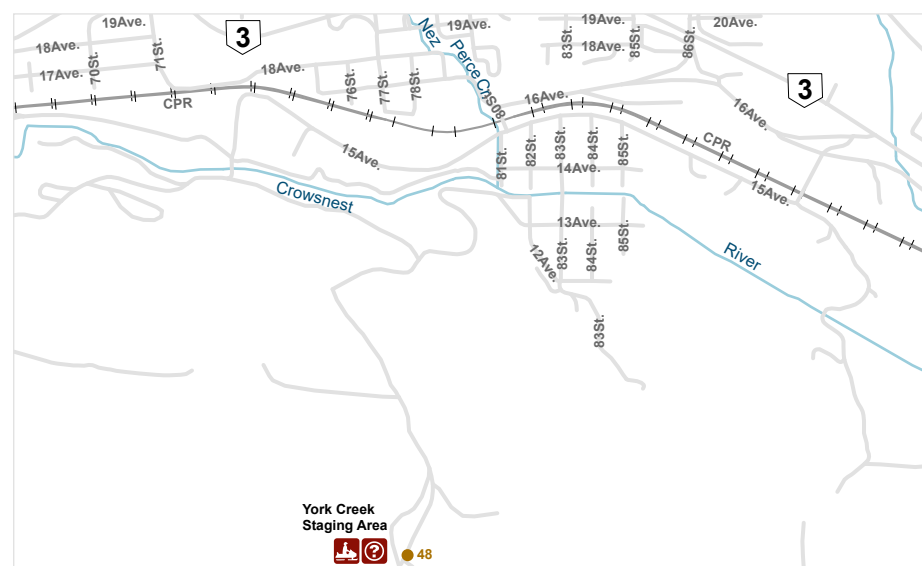 19Ave.
18Ave.
17Ave.
70St.
71St.
3
18Ave.
CPR
76St.
77St.
78St.
19Ave.
Nez
Perce Cr.
80St.
16Ave.
19Ave.
18Ave.
83St.
85St.
20Ave.
86St.
3
16Ave.
CPR
15Ave.
15Ave.
81St.
82St.
83St.
84St.
85St.
14Ave.
Crowsnest
River
13Ave.
12Ave.
83St.
84St.
85St.
83St.
York Creek
Staging Area
?
48